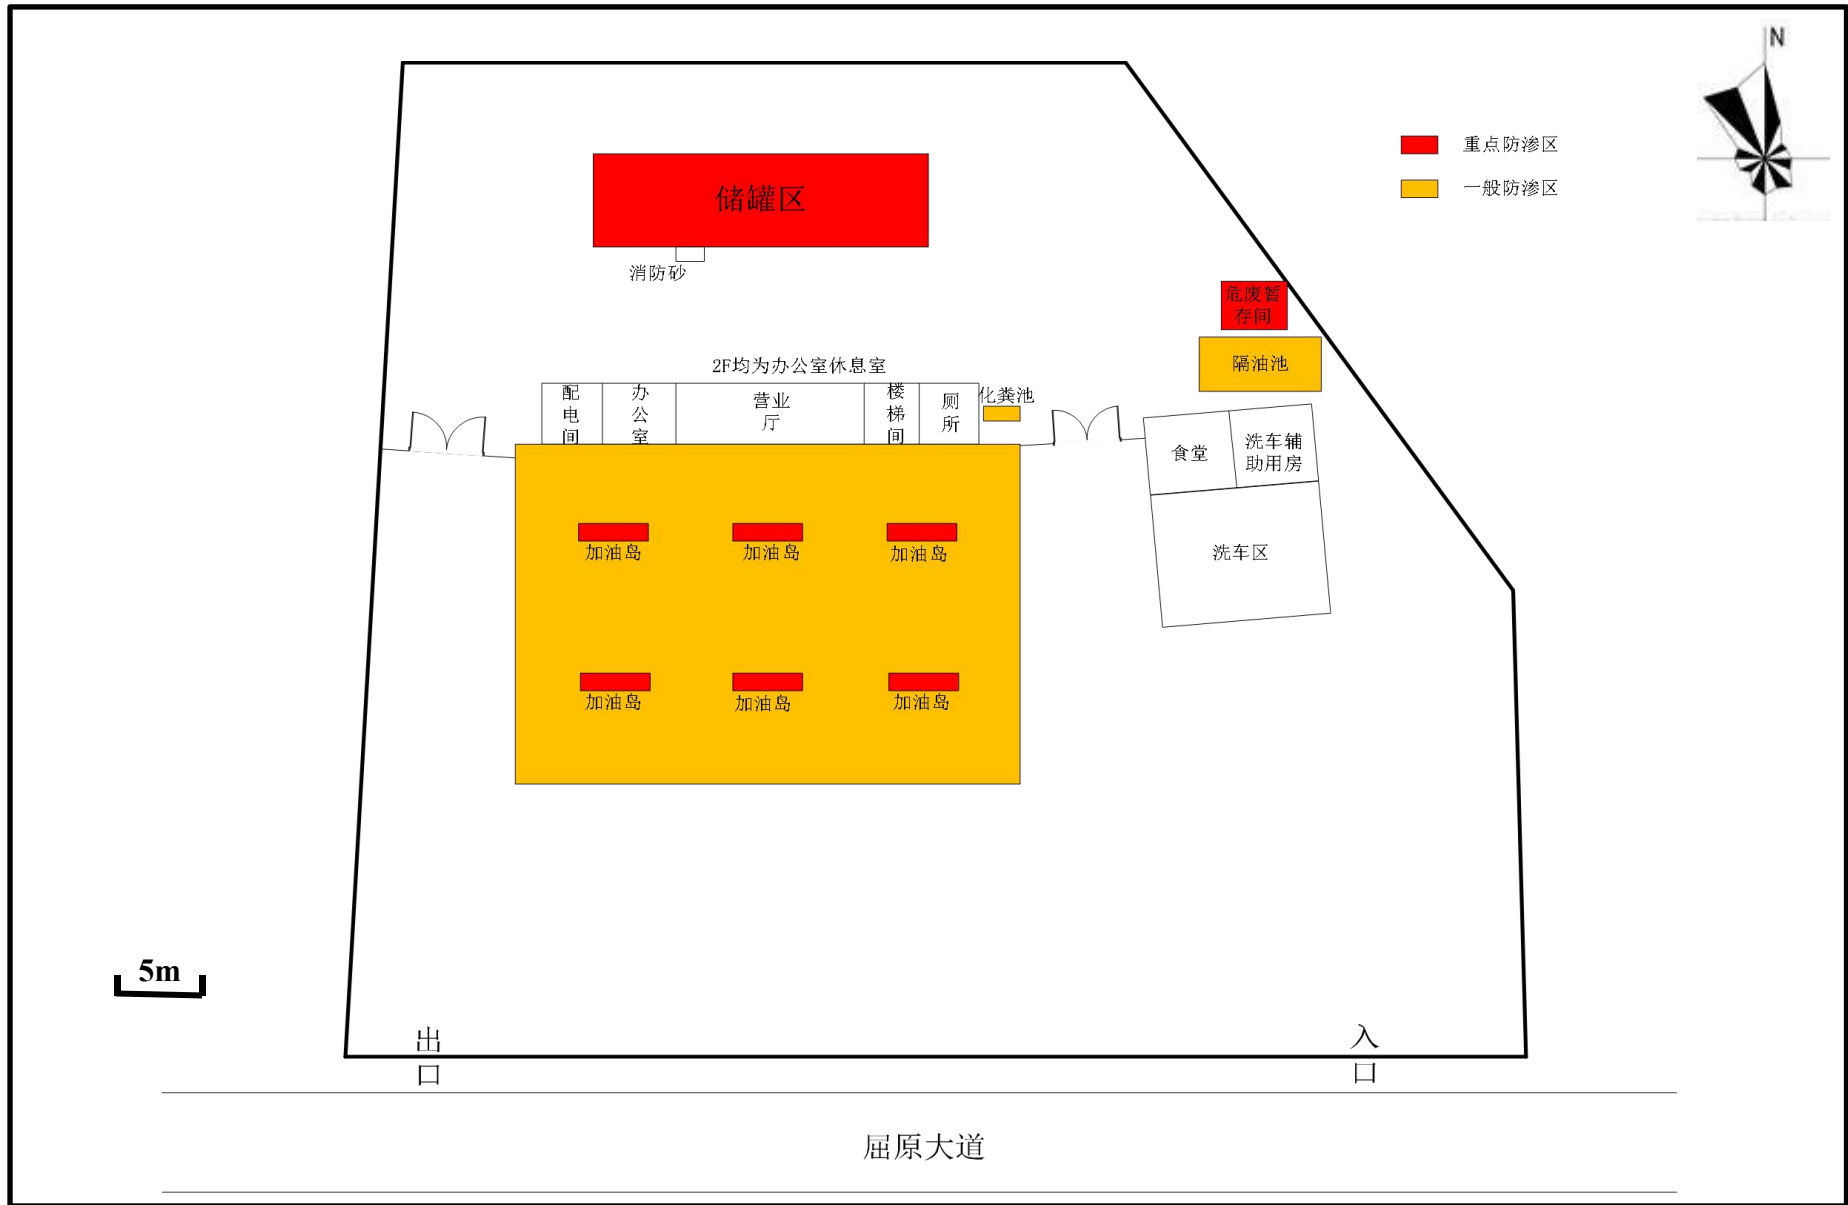 N
重点防渗区
一般防渗区
储罐区
消防砂
危废暂
存间
隔油池
2F均为办公室休息室
配电间
办公室
营业
厅
楼梯间
厕所
化粪池
食堂
洗车辅
助用房
洗车区
加油岛
加油岛
加油岛
加油岛
加油岛
加油岛
5m
出口
入口
屈原大道